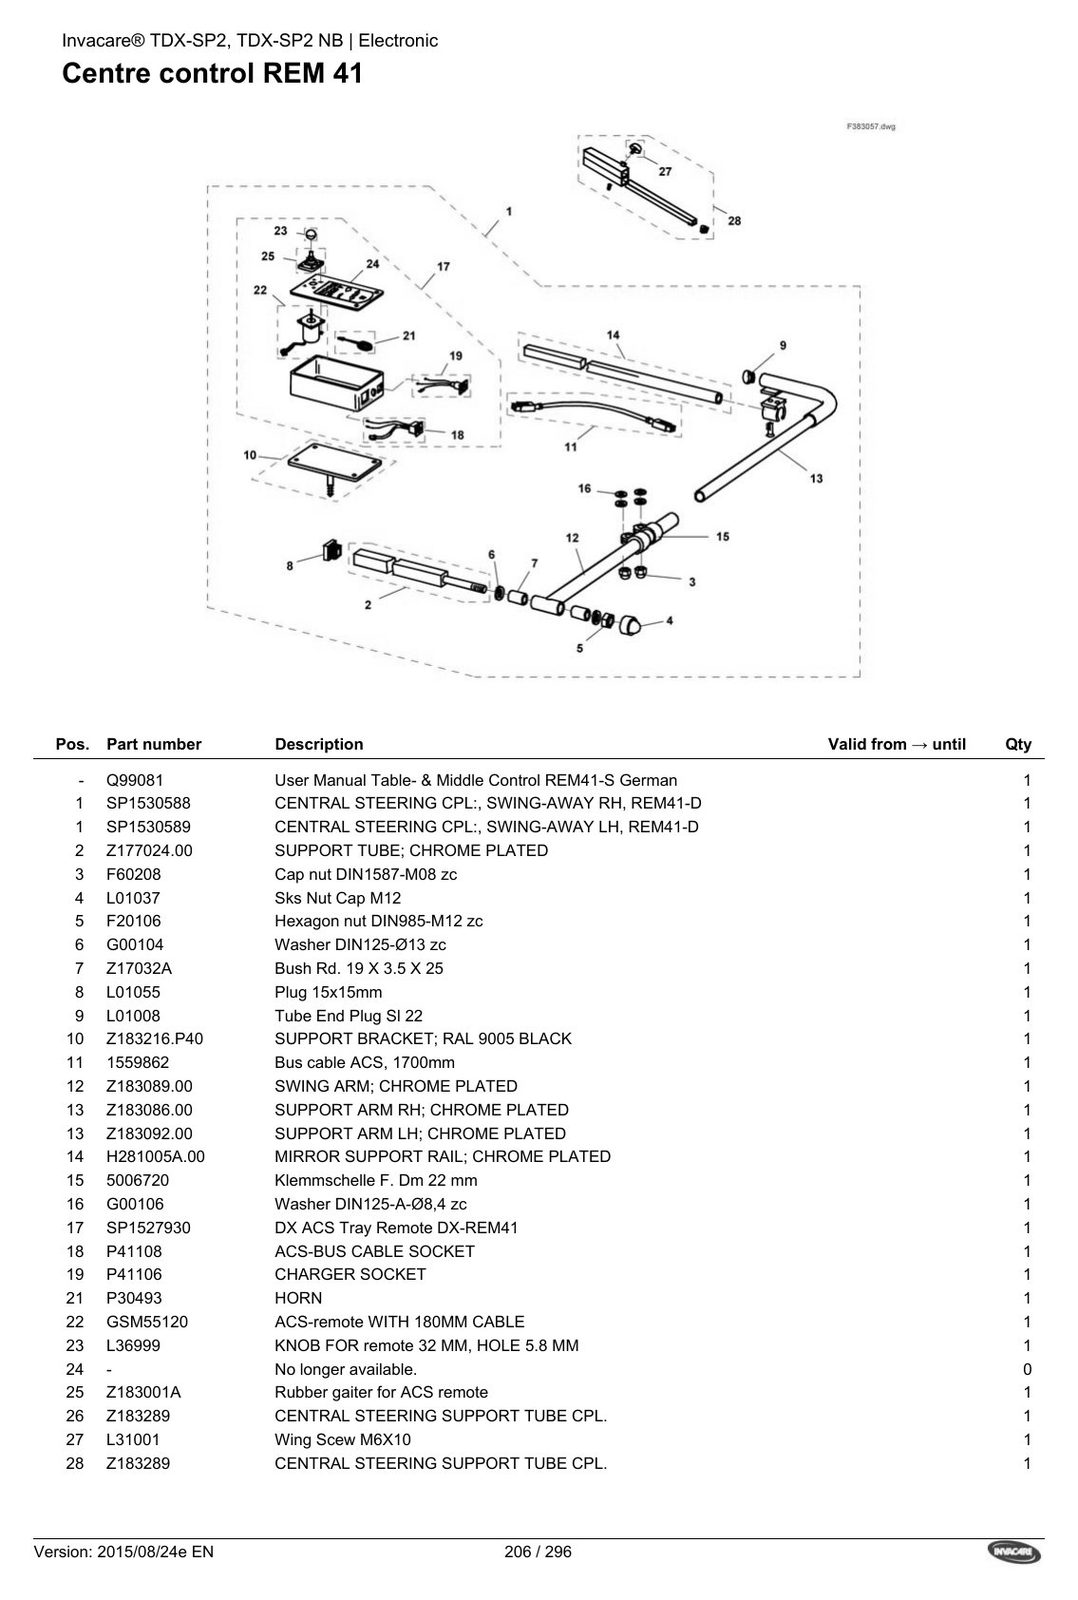 Invacare® TDX-SP2, TDX-SP2 NB | Electronic
Centre control REM 41
F383057.dwg
27
28
1
23
25
24
17
22
21
19
14
9
18
11
10
13
16
15
12
8
6
7
3
2
4
5
Pos. Part number Description Valid from → until Qty
- Q99081 User Manual Table- & Middle Control REM41-S German 1
1 SP1530588 CENTRAL STEERING CPL:, SWING-AWAY RH, REM41-D 1
1 SP1530589 CENTRAL STEERING CPL:, SWING-AWAY LH, REM41-D 1
2 Z177024.00 SUPPORT TUBE; CHROME PLATED 1
3 F60208 Cap nut DIN1587-M08 zc 1
4 L01037 Sks Nut Cap M12 1
5 F20106 Hexagon nut DIN985-M12 zc 1
6 G00104 Washer DIN125-Ø13 zc 1
7 Z17032A Bush Rd. 19 X 3.5 X 25 1
8 L01055 Plug 15x15mm 1
9 L01008 Tube End Plug Sl 22 1
10 Z183216.P40 SUPPORT BRACKET; RAL 9005 BLACK 1
11 1559862 Bus cable ACS, 1700mm 1
12 Z183089.00 SWING ARM; CHROME PLATED 1
13 Z183086.00 SUPPORT ARM RH; CHROME PLATED 1
13 Z183092.00 SUPPORT ARM LH; CHROME PLATED 1
14 H281005A.00 MIRROR SUPPORT RAIL; CHROME PLATED 1
15 5006720 Klemmschelle F. Dm 22 mm 1
16 G00106 Washer DIN125-A-Ø8,4 zc 1
17 SP1527930 DX ACS Tray Remote DX-REM41 1
18 P41108 ACS-BUS CABLE SOCKET 1
19 P41106 CHARGER SOCKET 1
21 P30493 HORN 1
22 GSM55120 ACS-remote WITH 180MM CABLE 1
23 L36999 KNOB FOR remote 32 MM, HOLE 5.8 MM 1
24 - No longer available. 0
25 Z183001A Rubber gaiter for ACS remote 1
26 Z183289 CENTRAL STEERING SUPPORT TUBE CPL. 1
27 L31001 Wing Scew M6X10 1
28 Z183289 CENTRAL STEERING SUPPORT TUBE CPL. 1
Version: 2015/08/24e EN 206 / 296 INVACARE